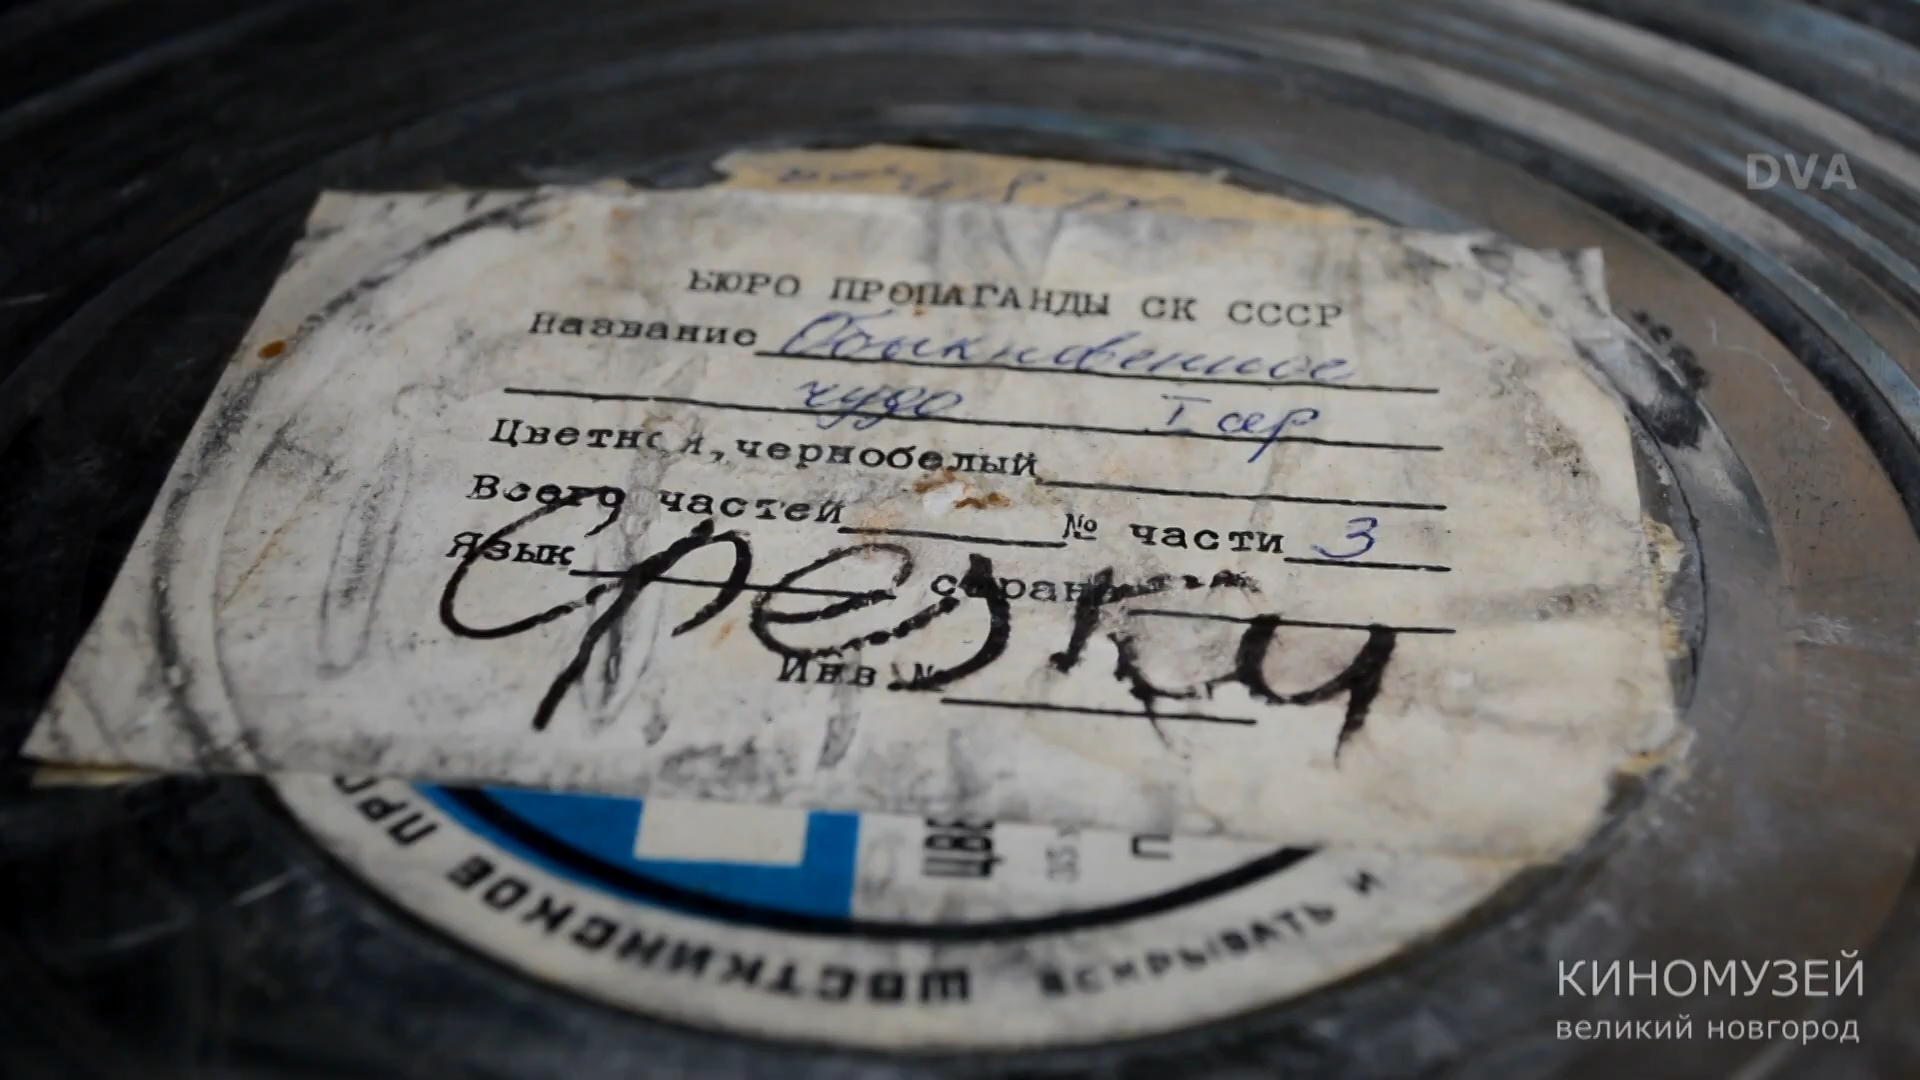 DVA
БЮРО ПРОПАГАНДЫ СК СССР
Название Обыкновенное
чудо I сер
Цветной, чернобелый
Всего частей № части 3
Язык
Срезки
Инв №
ШОСТКИНСКОЕ ПРО
ВСКРЫВАТЬ И
КИНОМУЗЕЙ
великий новгород